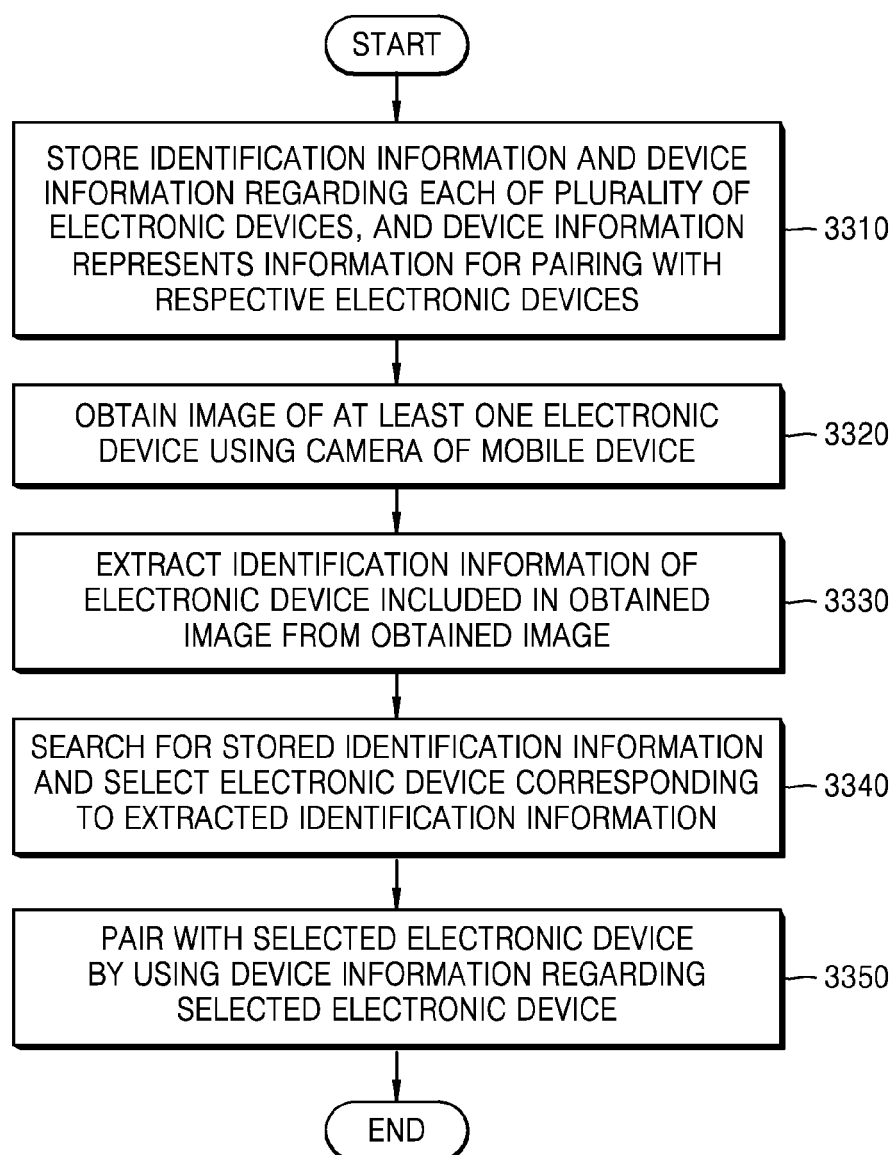 START
STORE IDENTIFICATION INFORMATION AND DEVICE
INFORMATION REGARDING EACH OF PLURALITY OF
ELECTRONIC DEVICES, AND DEVICE INFORMATION
REPRESENTS INFORMATION FOR PAIRING WITH
RESPECTIVE ELECTRONIC DEVICES
3310
OBTAIN IMAGE OF AT LEAST ONE ELECTRONIC
DEVICE USING CAMERA OF MOBILE DEVICE
3320
EXTRACT IDENTIFICATION INFORMATION OF
ELECTRONIC DEVICE INCLUDED IN OBTAINED
IMAGE FROM OBTAINED IMAGE
3330
SEARCH FOR STORED IDENTIFICATION INFORMATION
AND SELECT ELECTRONIC DEVICE CORRESPONDING
TO EXTRACTED IDENTIFICATION INFORMATION
3340
PAIR WITH SELECTED ELECTRONIC DEVICE
BY USING DEVICE INFORMATION REGARDING
SELECTED ELECTRONIC DEVICE
3350
END